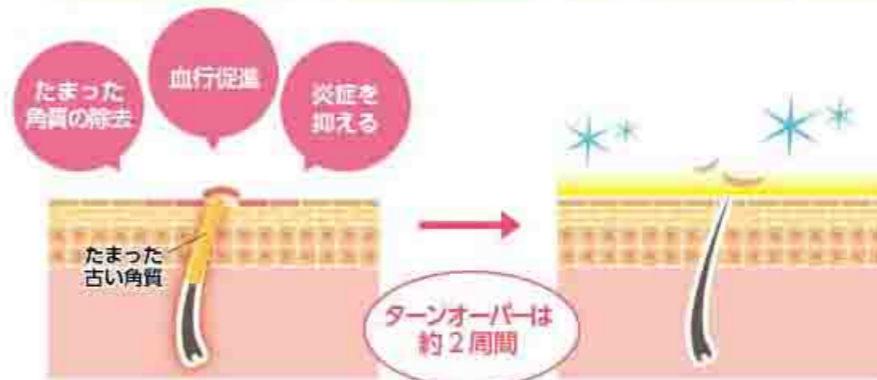 たまった
角質の除去
血行促進
炎症を
抑える
たまった
古い角質
ターンオーバーは
約2周間